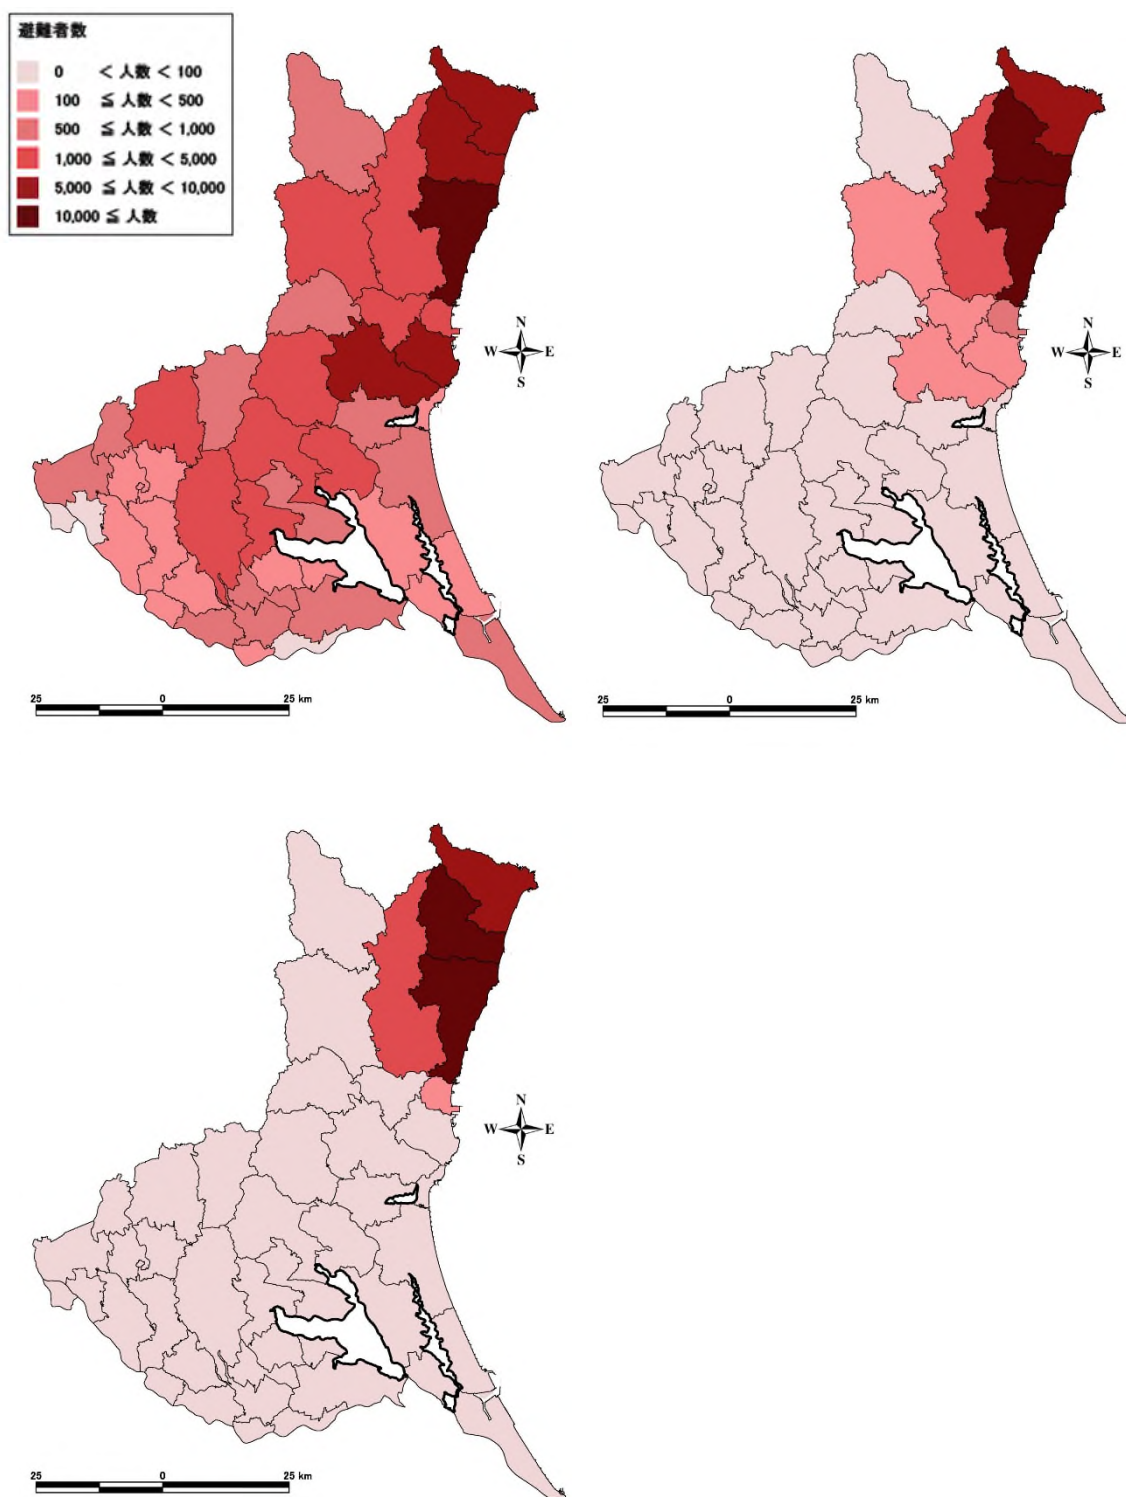 避難者数
0 < 人数 < 100
100 ≦ 人数 < 500
500 ≦ 人数 < 1,000
1,000 ≦ 人数 < 5,000
5,000 ≦ 人数 < 10,000
10,000 ≦ 人数
N
W E
S
25 0 25 km
N
W E
S
25 0 25 km
N
W E
S
25 0 25 km